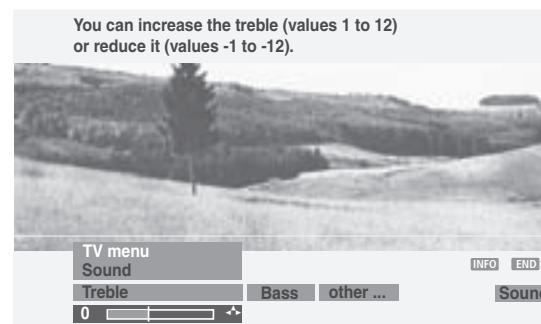 You can increase the treble (values 1 to 12)
or reduce it (values -1 to -12).
TV menu
Sound
INFO END
Treble Bass other ... Soun
0